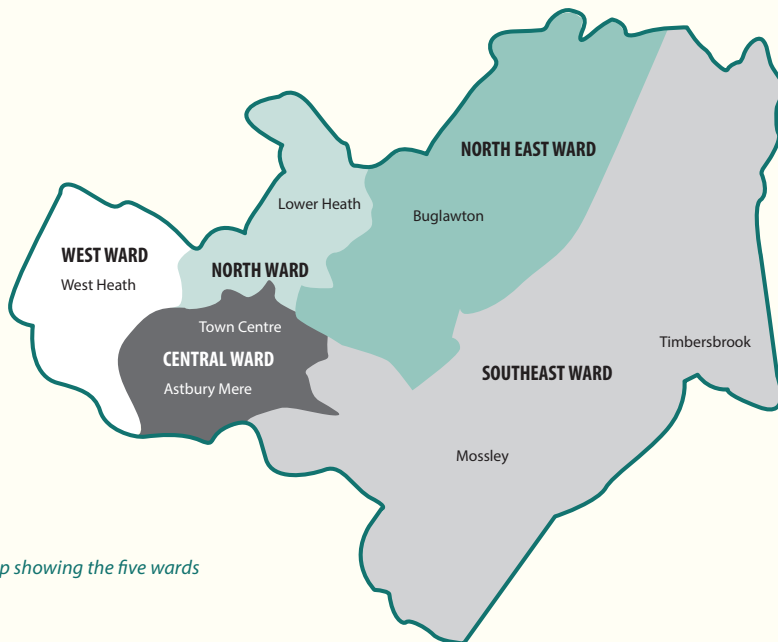 NORTH EAST WARD
Lower Heath
Buglawton
WEST WARD
West Heath
NORTH WARD
Town Centre
CENTRAL WARD
Astbury Mere
Timbersbrook
SOUTHEAST WARD
Mossley
p showing the five wards